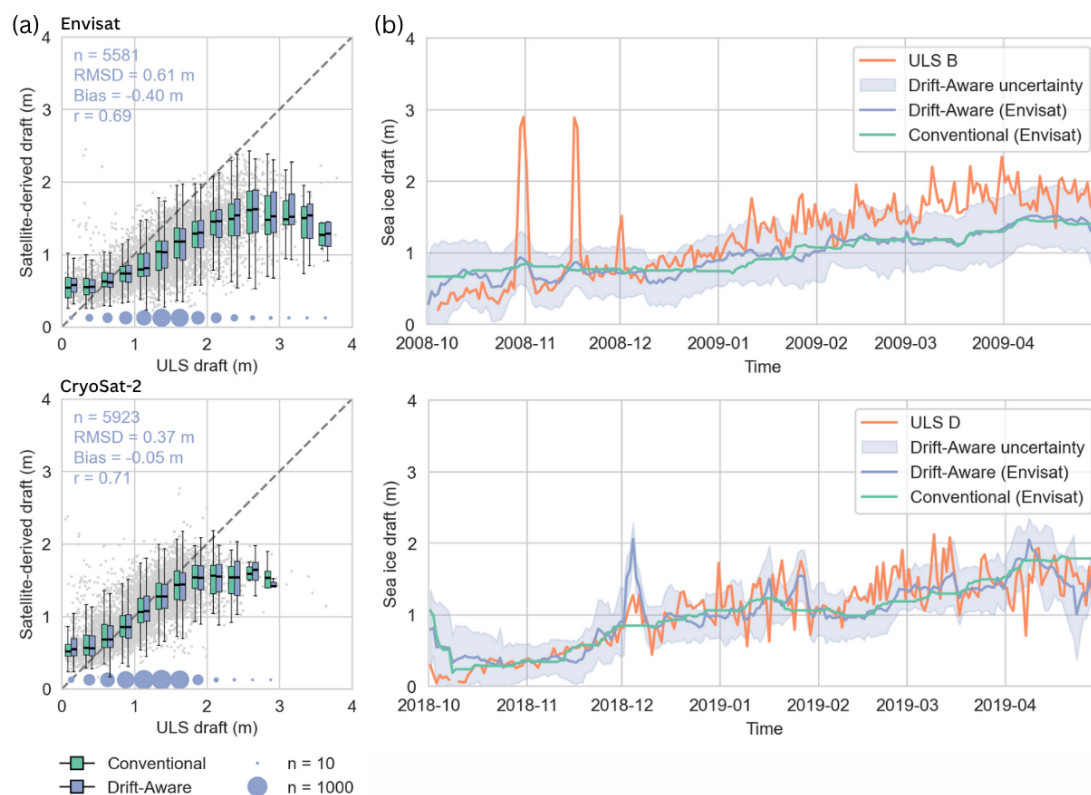 (a)
Envisat
4
3
2
1
0
Satellite-derived draft (m)
n = 5581
RMSD = 0.61 m
Bias = -0.40 m
r = 0.69
0 1 2 3 4
ULS draft (m)
(b)
4
3
2
1
0
Sea ice draft (m)
ULS B
Drift-Aware uncertainty
Drift-Aware (Envisat)
Conventional (Envisat)
2008-10 2008-11 2008-12 2009-01 2009-02 2009-03 2009-04
Time
CryoSat-2
4
3
2
1
0
Satellite-derived draft (m)
n = 5923
RMSD = 0.37 m
Bias = -0.05 m
r = 0.71
0 1 2 3 4
ULS draft (m)
4
3
2
1
0
Sea ice draft (m)
ULS D
Drift-Aware uncertainty
Drift-Aware (Envisat)
Conventional (Envisat)
2018-10 2018-11 2018-12 2019-01 2019-02 2019-03 2019-04
Time
Conventional
Drift-Aware
n = 10
n = 1000